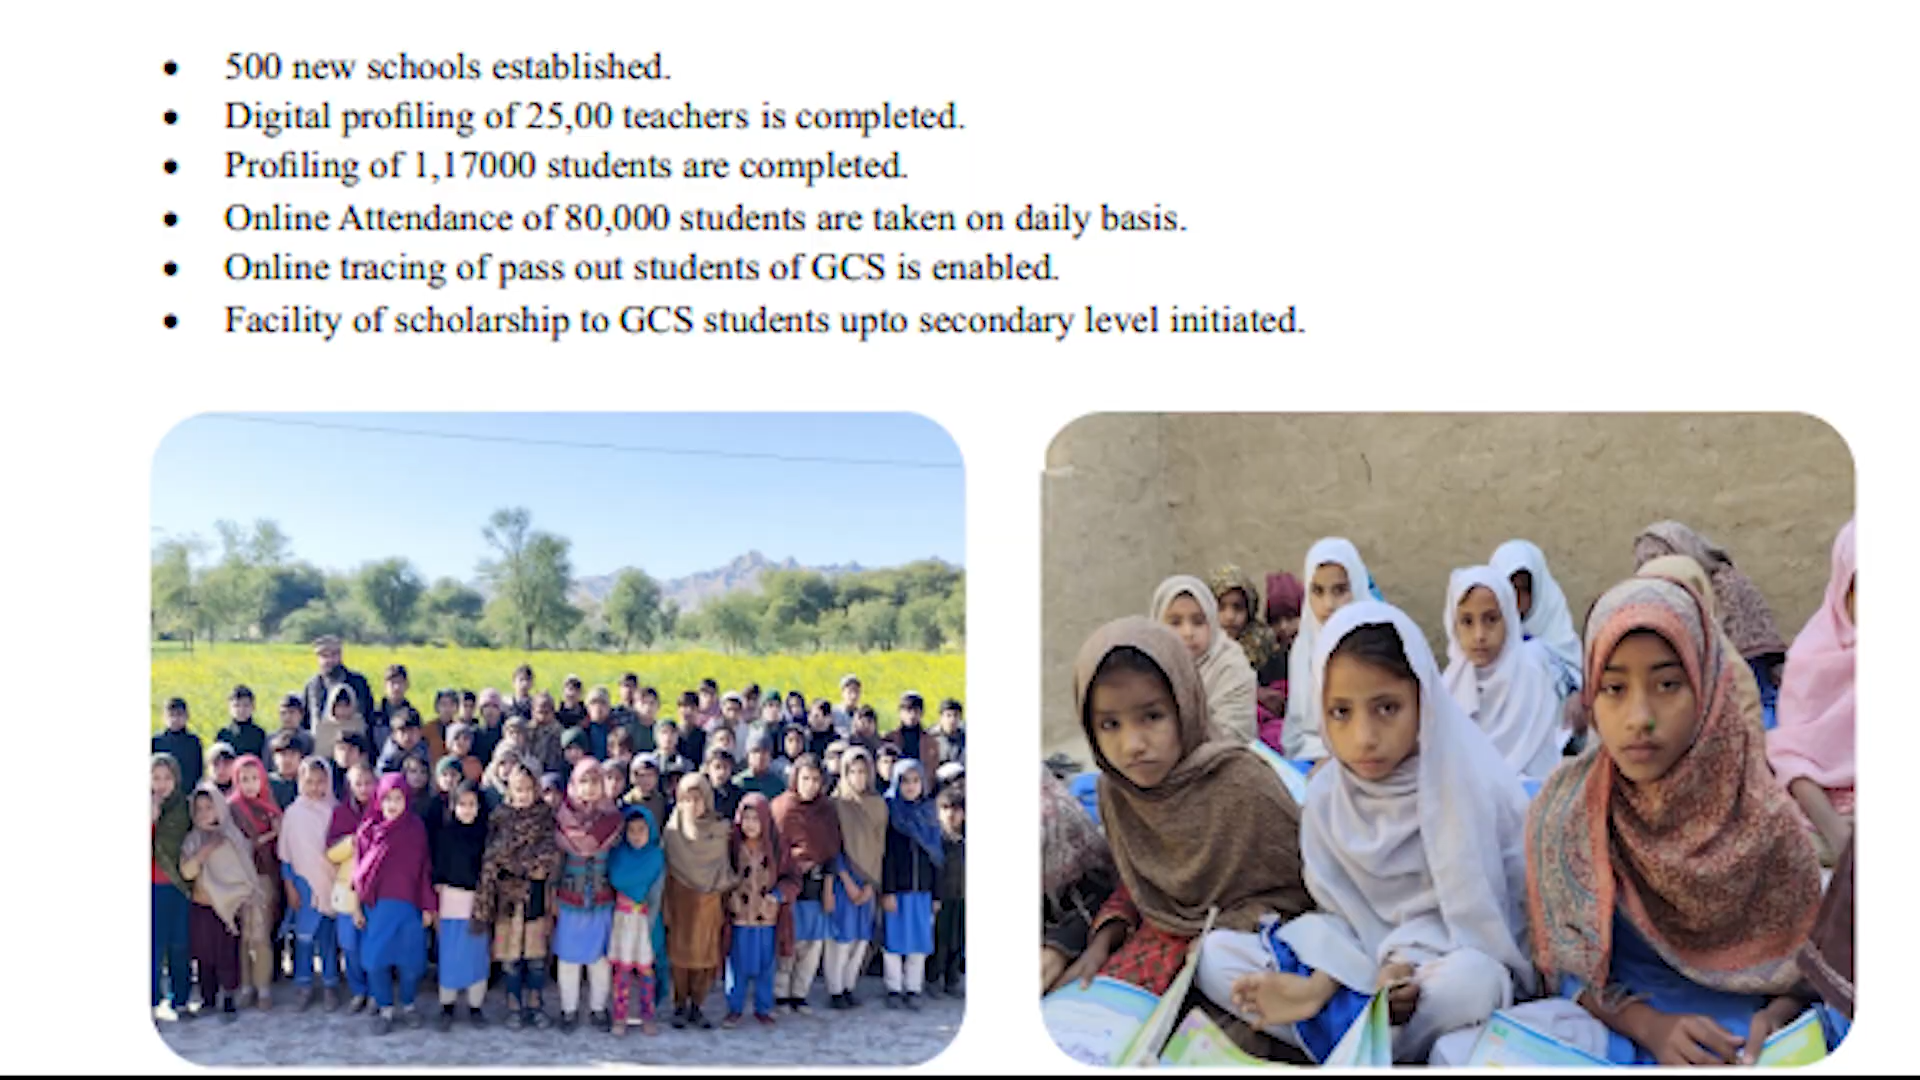 • 500 new schools established.
• Digital profiling of 25,00 teachers is completed.
• Profiling of 1,17000 students are completed.
• Online Attendance of 80,000 students are taken on daily basis.
• Online tracing of pass out students of GCS is enabled.
• Facility of scholarship to GCS students upto secondary level initiated.